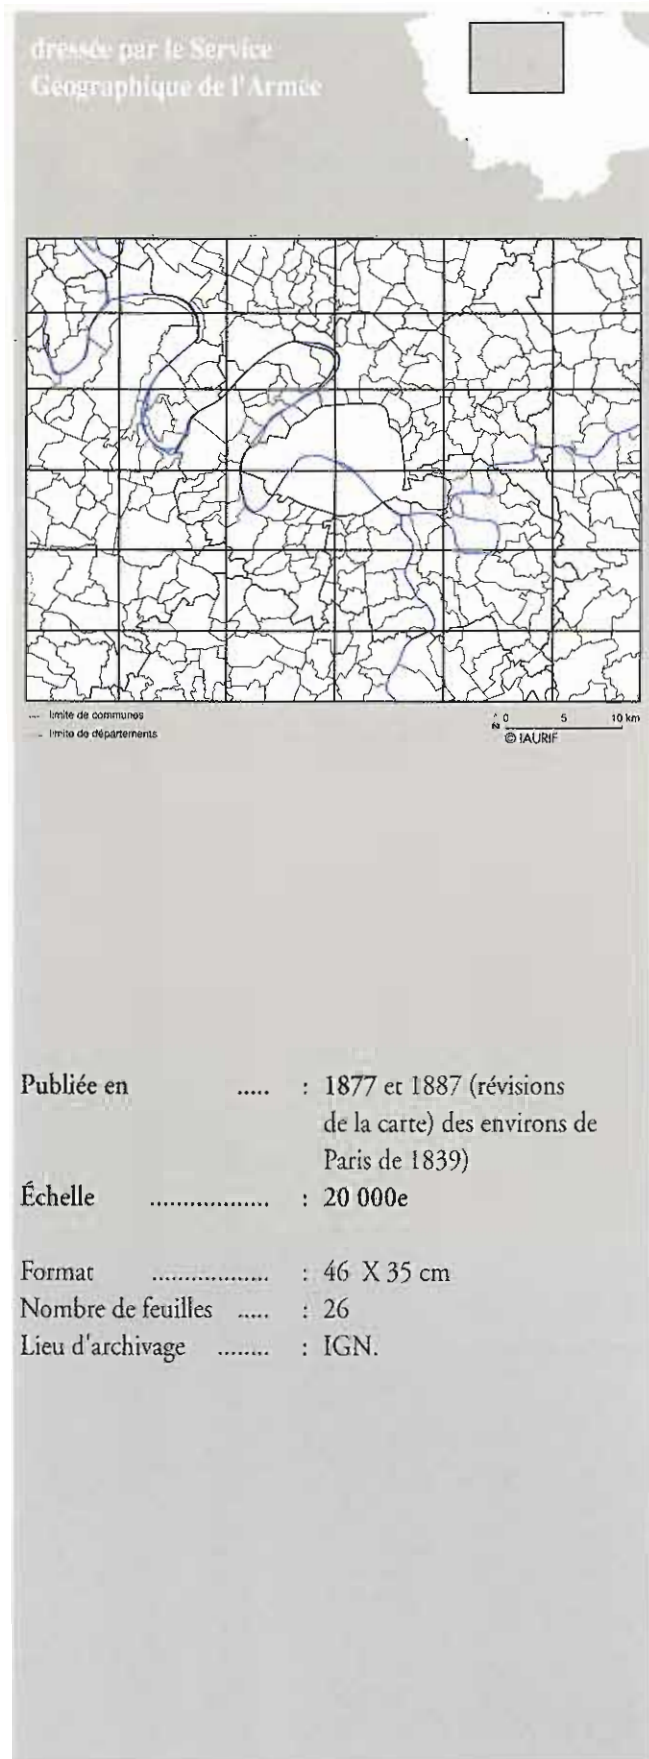 dressée par le Service
Géographique de l'Armée
limite de communes
limite de départements
N 0 5 10 km
© IAURIF
Publiée en ..... : 1877 et 1887 (révisions
de la carte) des environs de
Paris de 1839)
Échelle .................. : 20 000e
Format .................. : 46 X 35 cm
Nombre de feuilles ..... : 26
Lieu d'archivage ........ : IGN.